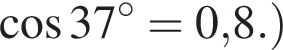 cos 37° = 0,8.)